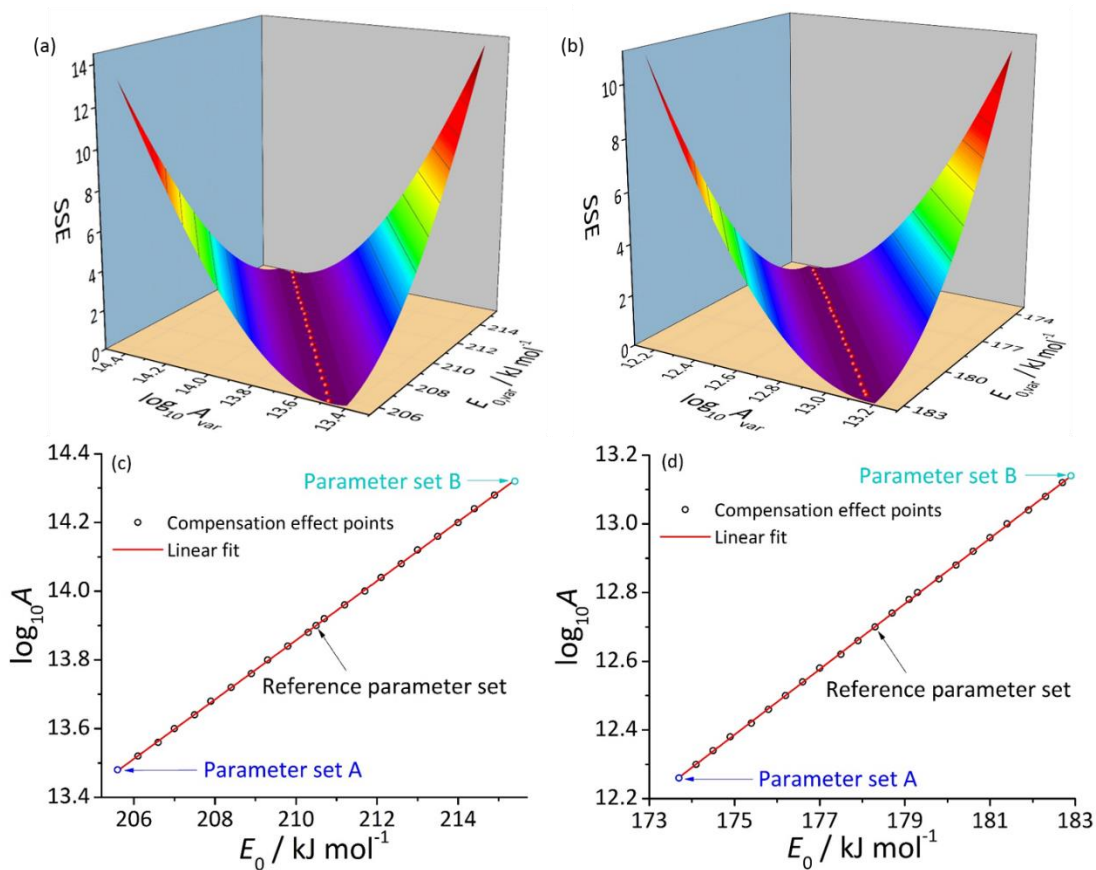 (a)
14
12
10
8
6
4
2
0
SSE
14.4
14.2
14.0
13.8
13.6
13.4
log₁₀ A var
214
212
210
208
206
E 0,var / kJ mol⁻¹
(b)
10
8
6
4
2
0
SSE
12.2
12.4
12.6
12.8
13.0
13.2
log₁₀ A var
174
177
180
183
E 0,var / kJ mol⁻¹
(c)
14.4
14.2
14.0
13.8
13.6
13.4
log₁₀A
Parameter set B
Compensation effect points
Linear fit
Reference parameter set
Parameter set A
206
208
210
212
214
E₀ / kJ mol⁻¹
(d)
13.2
13.0
12.8
12.6
12.4
12.2
log₁₀A
Parameter set B
Compensation effect points
Linear fit
Reference parameter set
Parameter set A
173
175
177
179
181
183
E₀ / kJ mol⁻¹